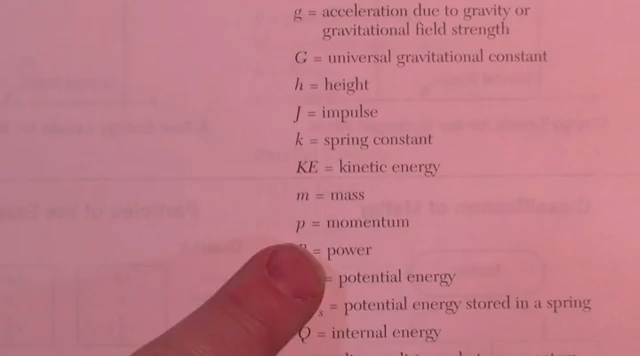 g = acceleration due to gravity or
gravitational field strength
G = universal gravitational constant
h = height
J = impulse
k = spring constant
KE = kinetic energy
m = mass
p = momentum
= power
= potential energy
s = potential energy stored in a spring
Q = internal energy